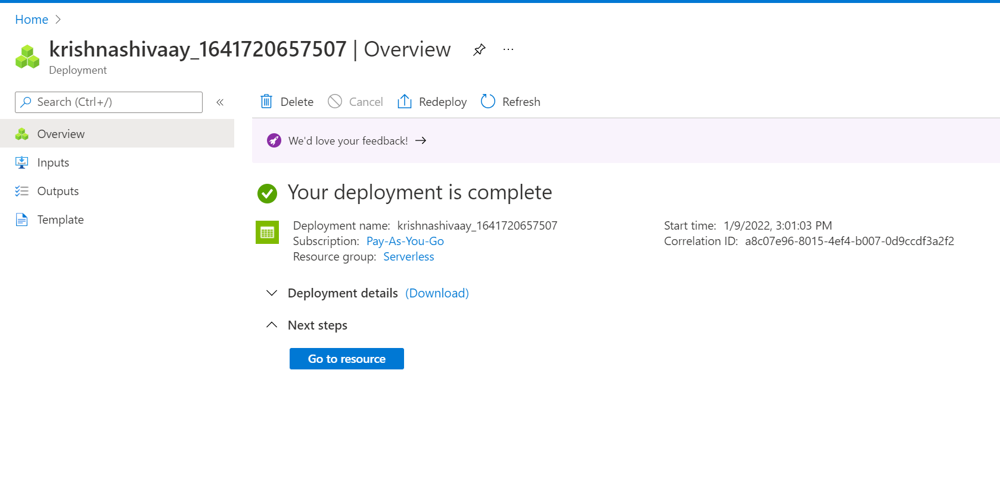 Home
krishnashivaay_1641720657507 | Overview
Deployment
Search (Ctrl+/)
Delete
Cancel
Redeploy
Refresh
Overview
Inputs
Outputs
Template
We'd love your feedback!
Your deployment is complete
Deployment name: krishnashivaay_1641720657507
Subscription: Pay-As-You-Go
Resource group: Serverless
Start time: 1/9/2022, 3:01:03 PM
Correlation ID: a8c07e96-8015-4ef4-b007-0d9ccdf3a2f2
Deployment details (Download)
Next steps
Go to resource